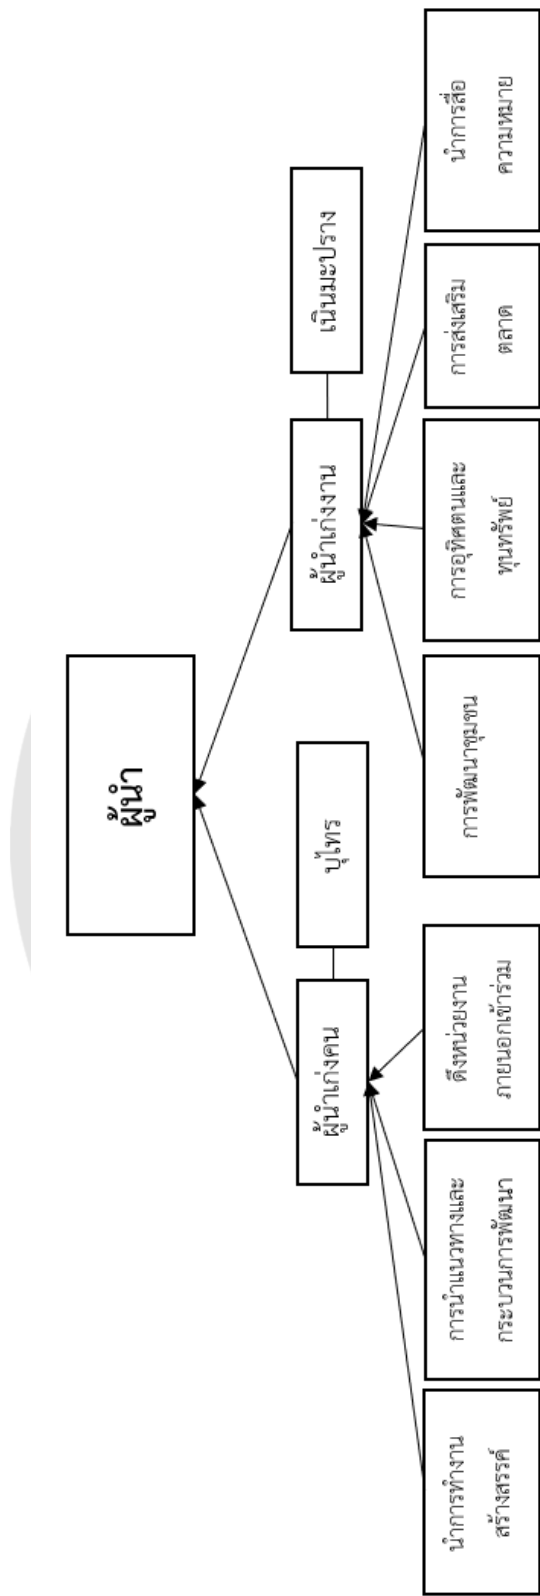 ผู้นำ
ผู้นำเก่งคน
บุไทร
ผู้นำเก่งงาน
เนินมะปราง
นำการทำงาน
สร้างสรรค์
การนำแนวทางและ
กระบวนการพัฒนา
ดึงหน่วยงาน
ภายนอกเข้าร่วม
การพัฒนาชุมชน
การอุทิศตนและ
ทุนทรัพย์
การส่งเสริม
ตลาด
นำการสื่อ
ความหมาย